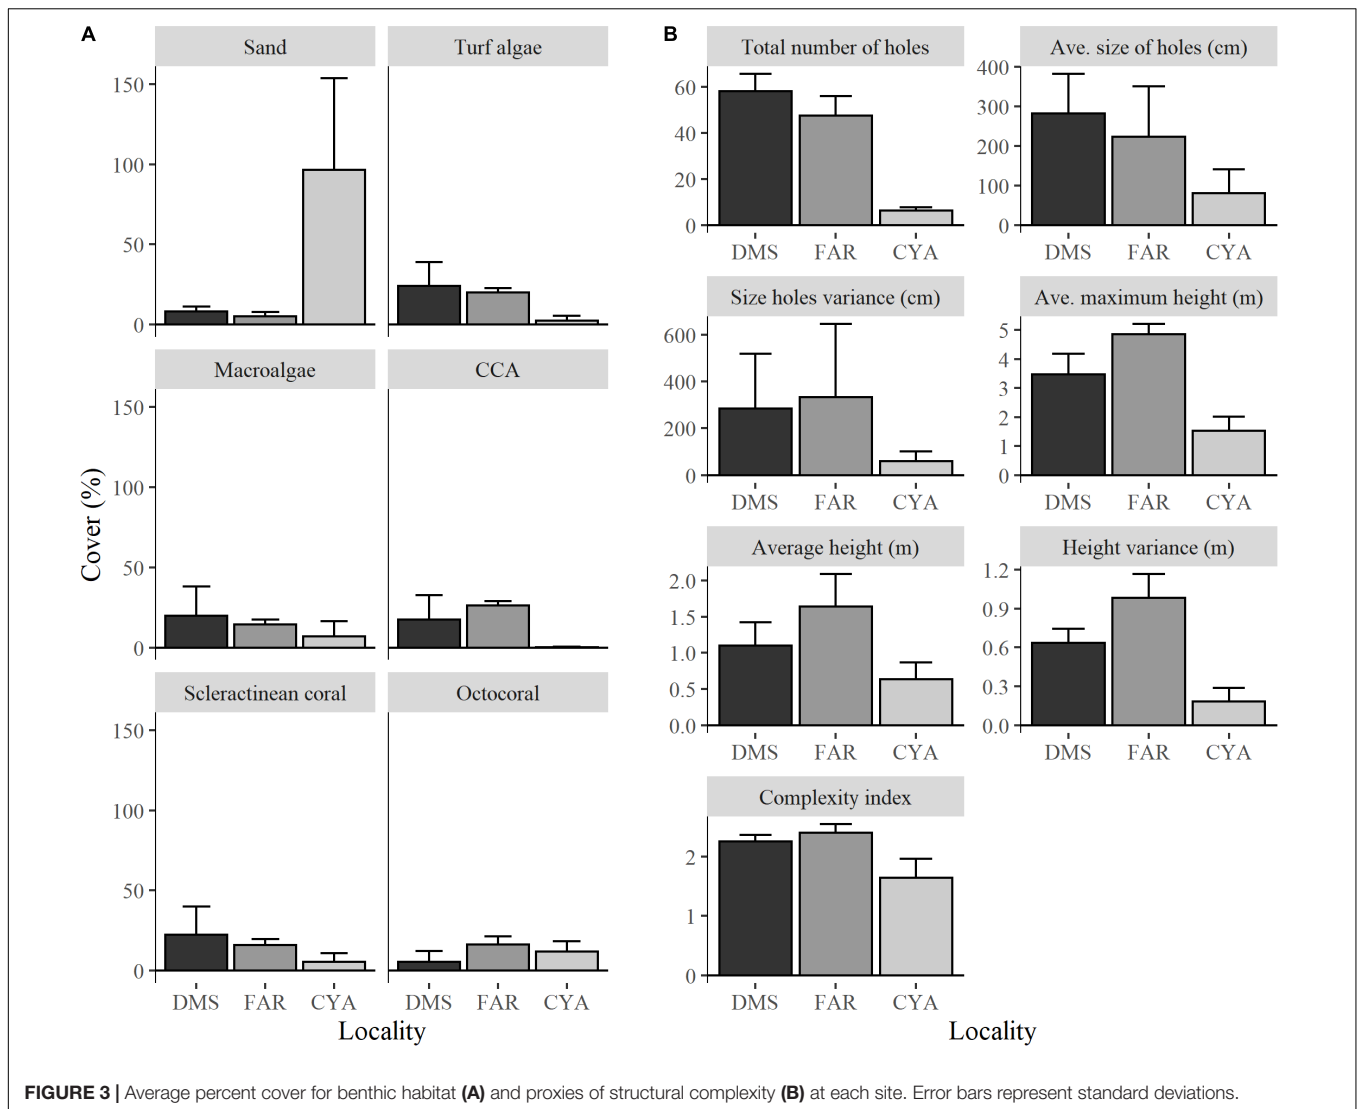 A
Sand
Turf algae
150
100
50
0
Macroalgae
CCA
150
100
50
0
Scleractinean coral
Octocoral
150
100
50
0
DMS FAR CYA
DMS FAR CYA
Cover (%)
Locality
B
Total number of holes
60
40
20
0
DMS FAR CYA
Ave. size of holes (cm)
400
300
200
100
0
DMS FAR CYA
Size holes variance (cm)
600
400
200
0
DMS FAR CYA
Ave. maximum height (m)
5
4
3
2
1
0
DMS FAR CYA
Average height (m)
2.0
1.5
1.0
0.5
0.0
DMS FAR CYA
Height variance (m)
1.2
0.9
0.6
0.3
0.0
DMS FAR CYA
Complexity index
2
1
0
DMS FAR CYA
Locality
FIGURE 3 | Average percent cover for benthic habitat (A) and proxies of structural complexity (B) at each site. Error bars represent standard deviations.